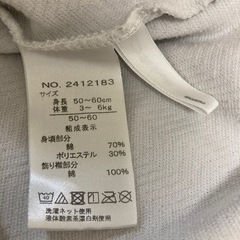 NO. 2412183
サイズ
身長 50~60cm
体重 3~6kg
50-60
組成表示
身頃部分
綿 70%
ポリエステル 30%
飾り襟部分
綿 100%
40
洗濯ネット使用
液体酸素系漂白剤使用